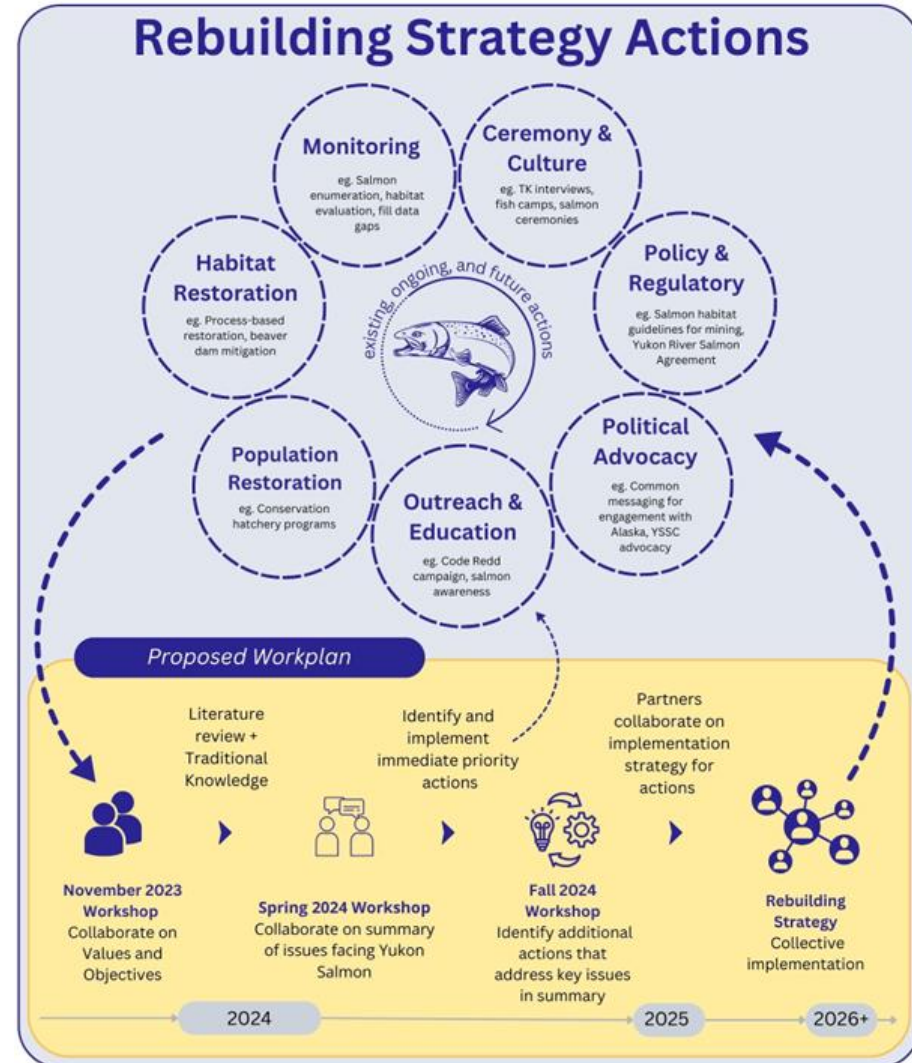 Rebuilding Strategy Actions
Monitoring
eg. Salmon
enumeration, habitat
evaluation, fill data
gaps
Ceremony &
Culture
eg. TK interviews,
fish camps, salmon
ceremonies
Habitat
Restoration
eg. Process-based
restoration, beaver
dam mitigation
existing, ongoing, and future actions
Policy &
Regulatory
eg. Salmon habitat
guidelines for mining,
Yukon River Salmon
Agreement
Population
Restoration
eg. Conservation
hatchery programs
Outreach &
Education
eg. Code Redd
campaign, salmon
awareness
Political
Advocacy
eg. Common
messaging for
engagement with
Alaska, YSSC
advocacy
Proposed Workplan
Literature
review +
Traditional
Knowledge
Identify and
implement
immediate priority
actions
Partners
collaborate on
implementation
strategy for
actions
November 2023
Workshop
Collaborate on
Values and
Objectives
Spring 2024 Workshop
Collaborate on summary
of issues facing Yukon
Salmon
Fall 2024
Workshop
Identify additional
actions that
address key issues
in summary
Rebuilding
Strategy
Collective
implementation
2024
2025
2026+